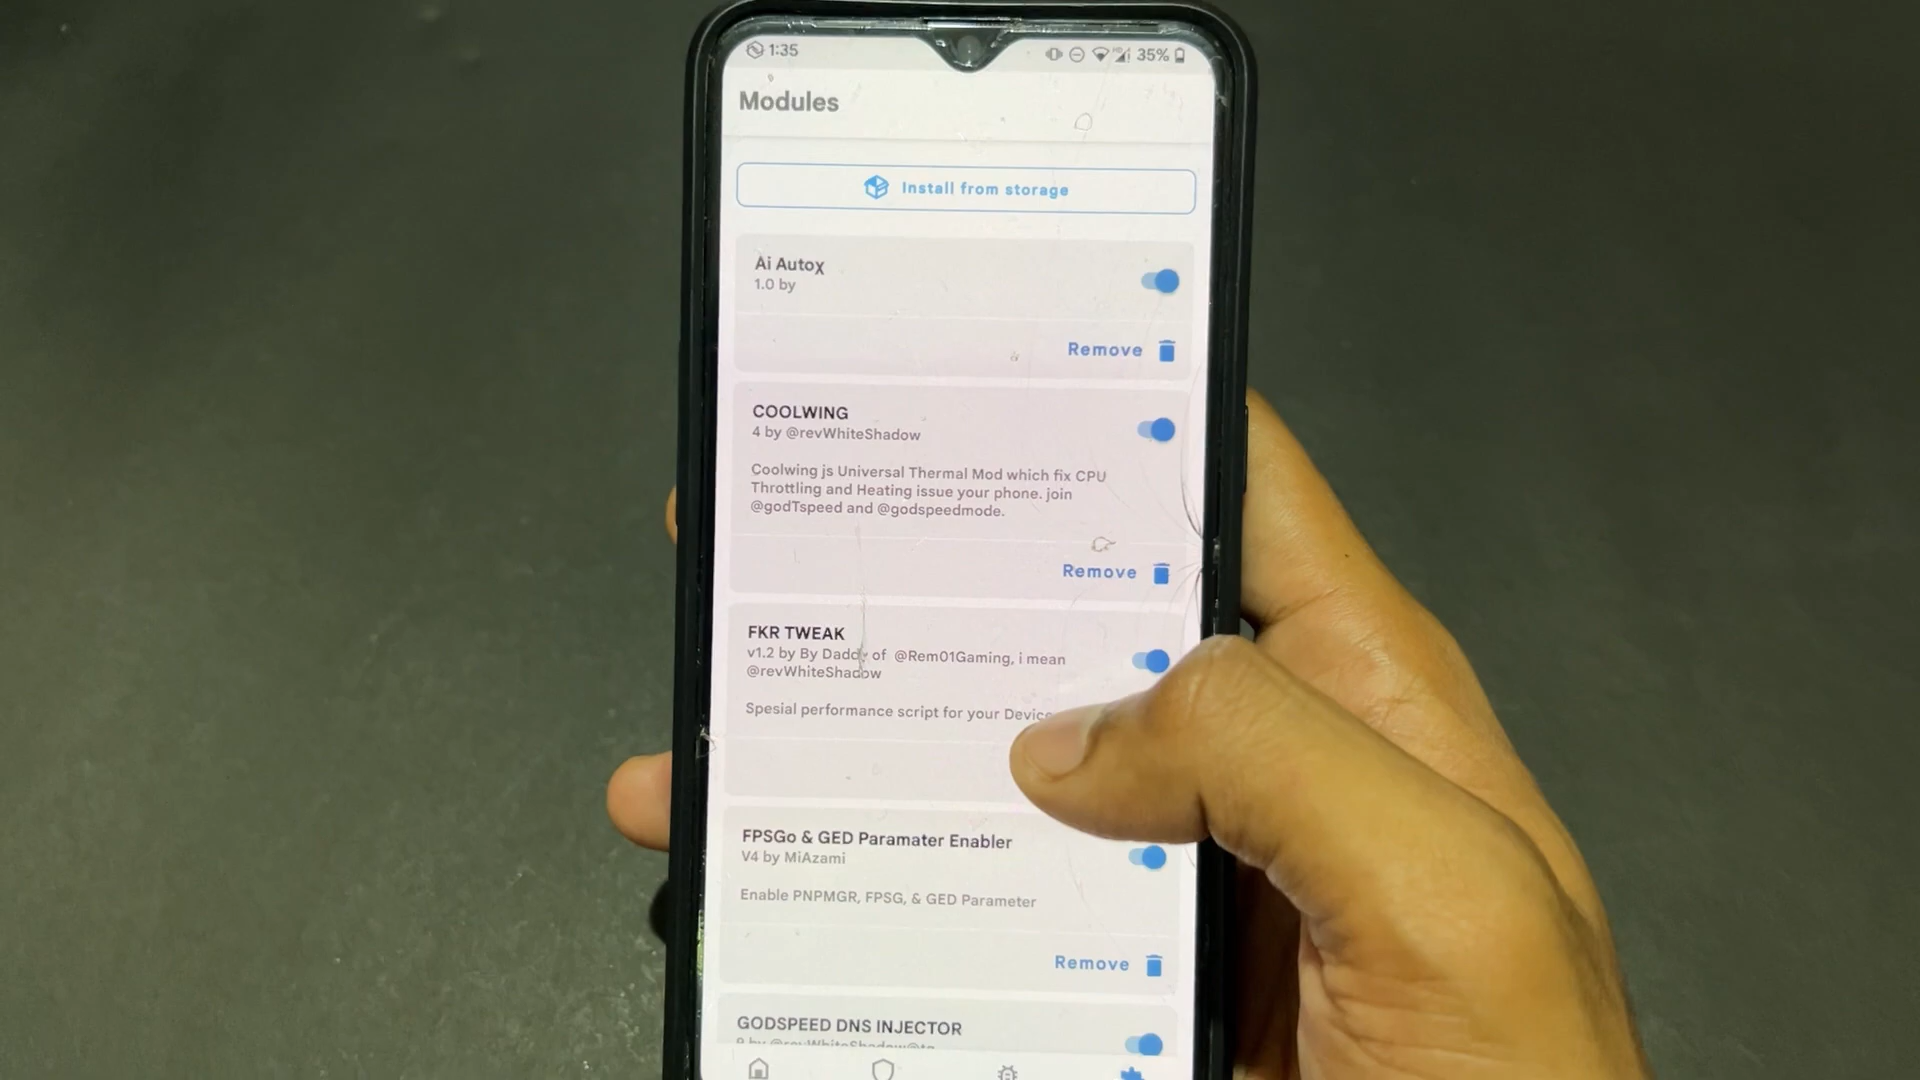 1:35
35%
Modules
Install from storage
Ai Autox
1.0 by
Remove
COOLWING
4 by @revWhiteShadow
Coolwing js Universal Thermal Mod which fix CPU
Throttling and Heating issue your phone. join
@godTspeed and @godspeedmode.
Remove
FKR TWEAK
v1.2 by By Daddy of @Rem01Gaming, i mean
@revWhiteShadow
Spesial performance script for your Device
FPSGo & GED Paramater Enabler
V4 by MiAzami
Enable PNPMGR, FPSG, & GED Parameter
Remove
GODSPEED DNS INJECTOR
by @revWhiteShadow